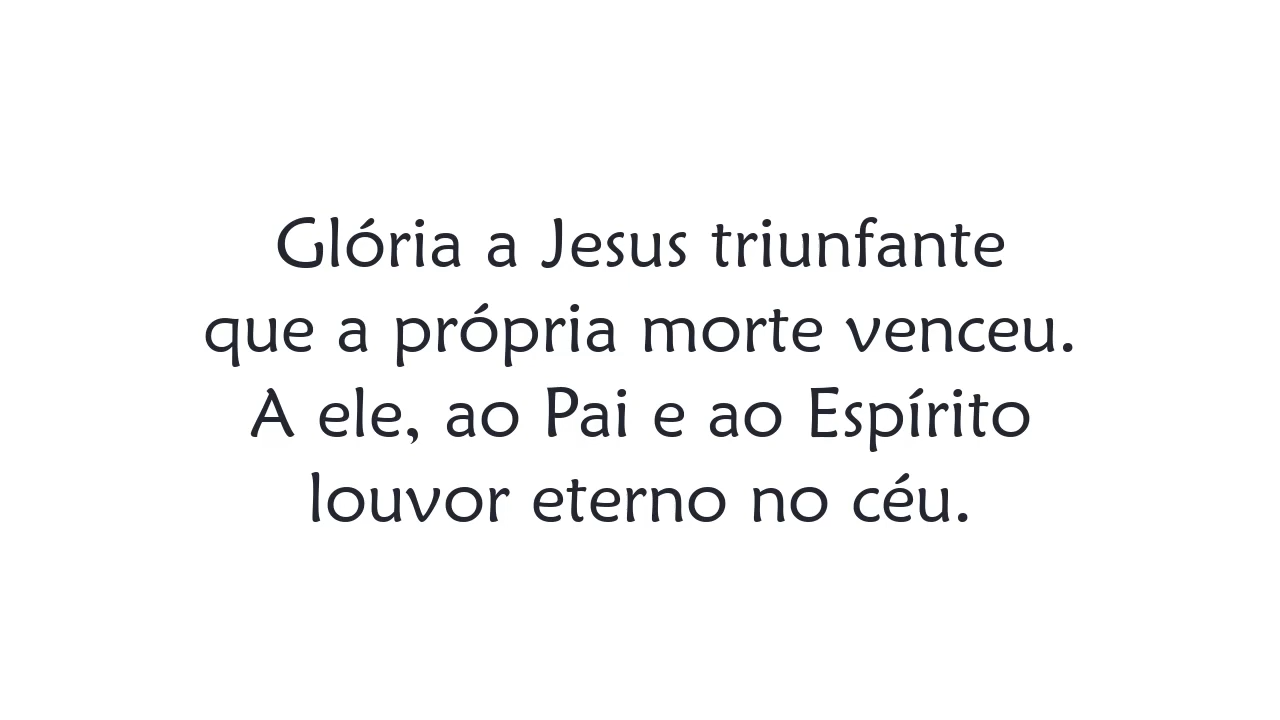 Glória a Jesus triunfante
que a própria morte venceu.
A ele, ao Pai e ao Espírito
louvor eterno no céu.